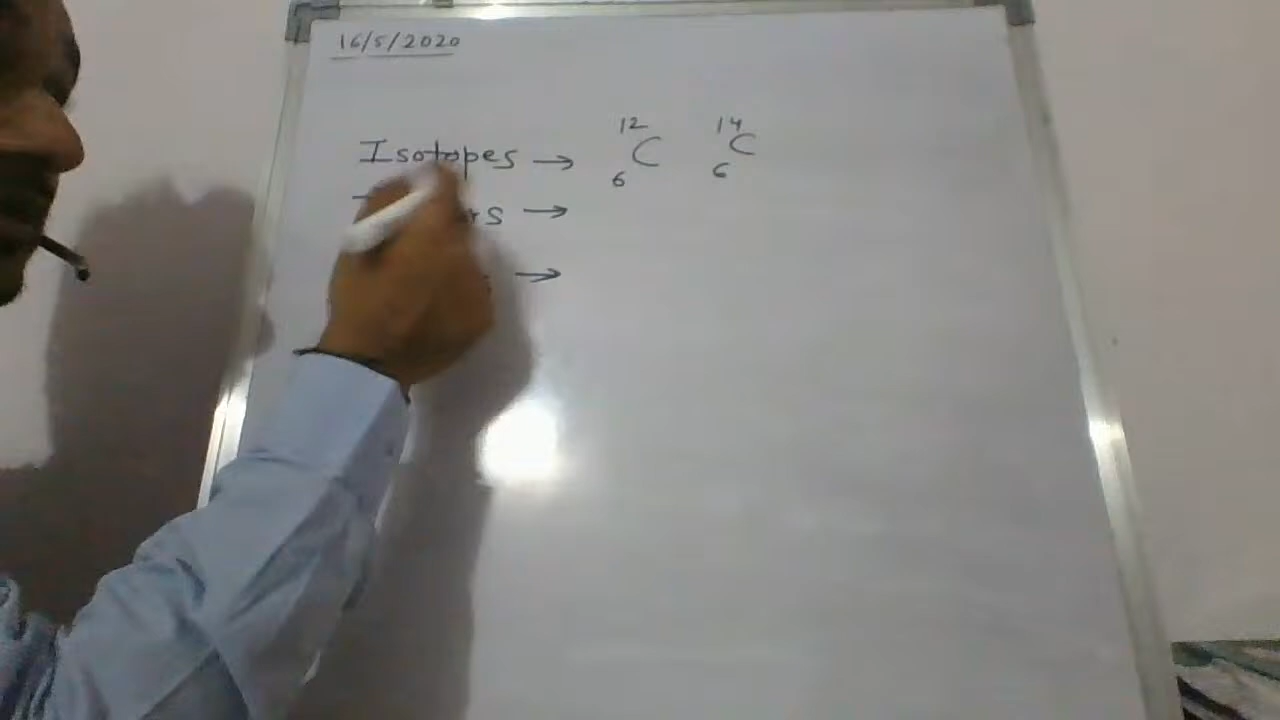 16/5/2020
Isotopes → ¹²₆C ¹⁴₆C
→
→